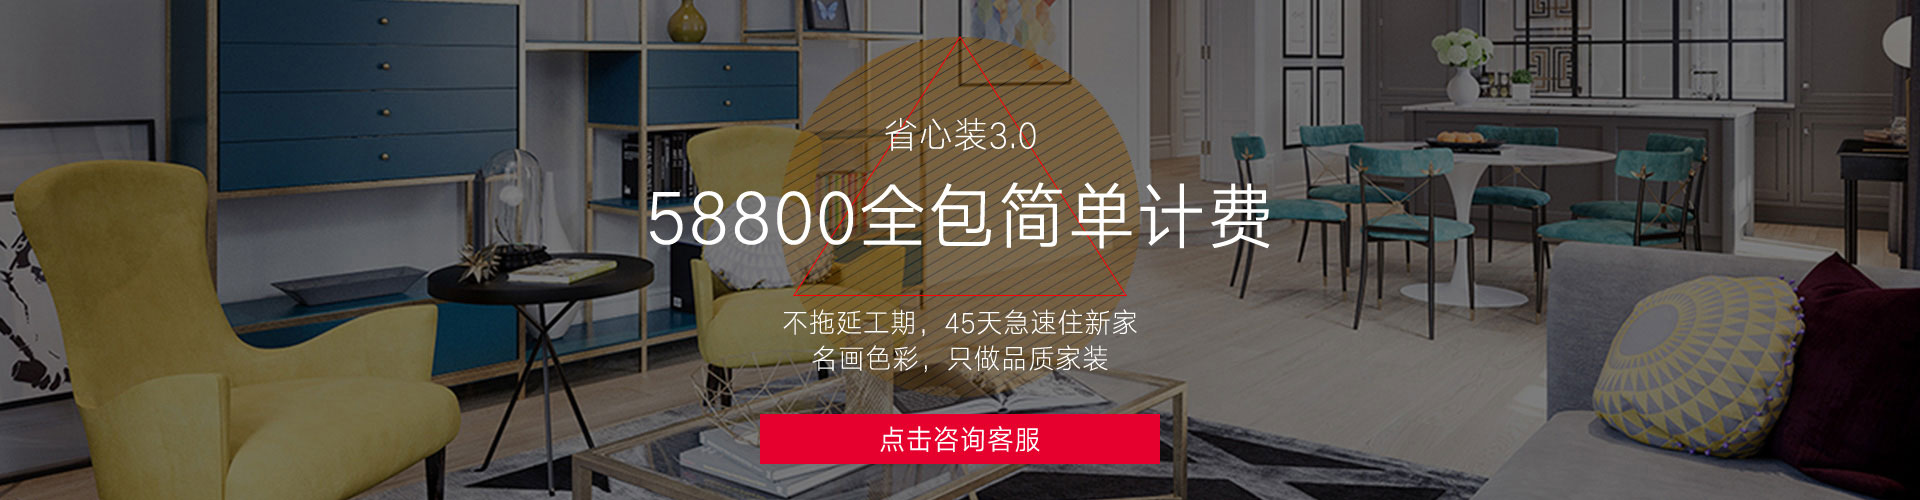 省心装3.0
58800全包简单计费
不拖延工期，45天急速住新家
名画色彩，只做品质家装
点击咨询客服